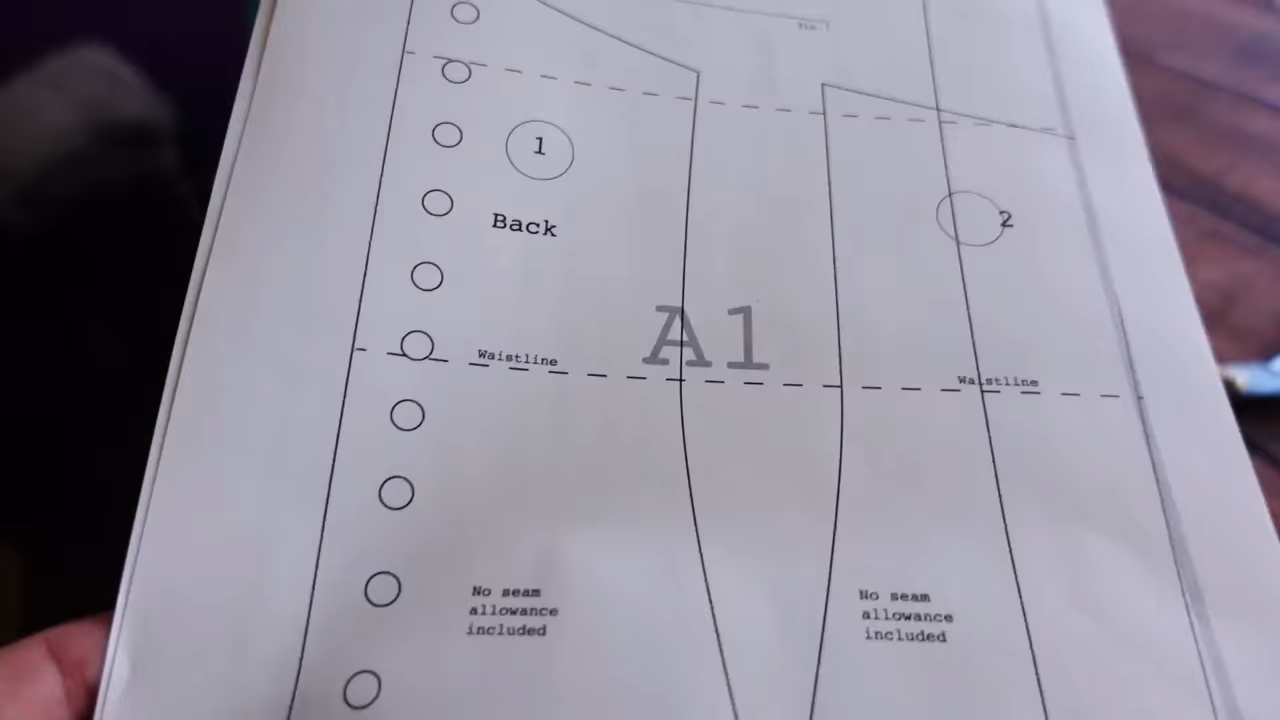 1
Back
2
A1
Waistline
Waistline
No seam
allowance
included
No seam
allowance
included